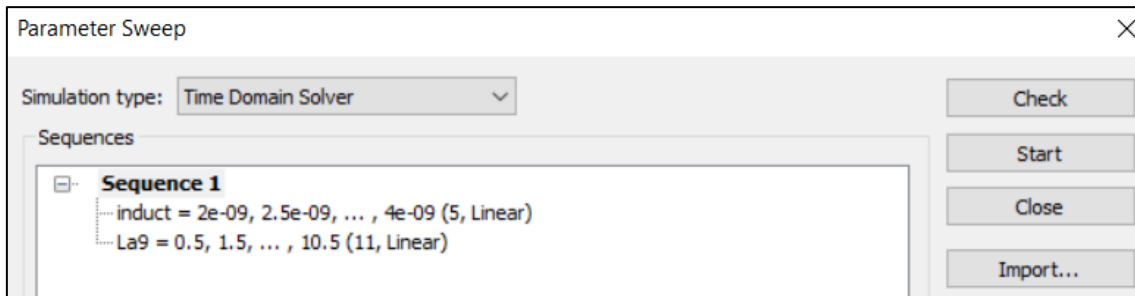 Parameter Sweep
Simulation type: Time Domain Solver
Check
Sequences
Start
Sequence 1
induct = 2e-09, 2.5e-09, ... , 4e-09 (5, Linear)
Close
La9 = 0.5, 1.5, ... , 10.5 (11, Linear)
Import...